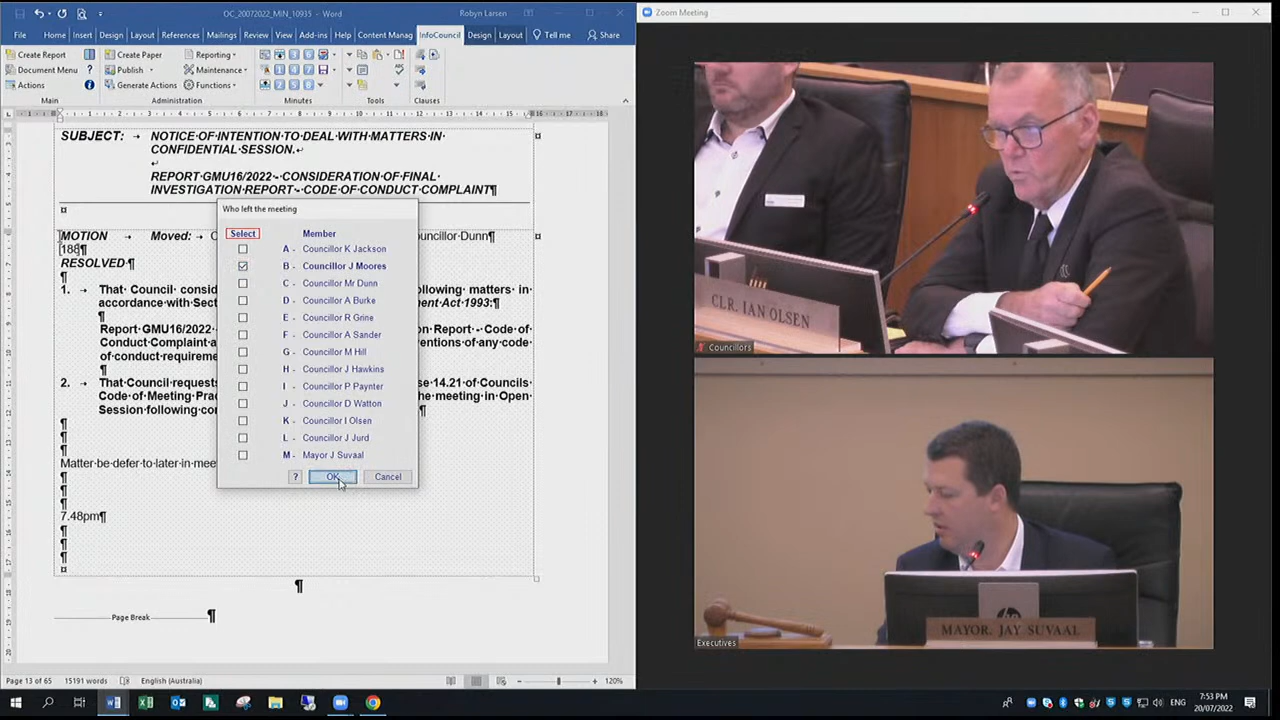 OC_20072022_MIN_10935 - Word
Robyn Larsen
File Home Insert Design Layout References Mailings Review View Add-ins Help Content Manag InfoCouncil Design Layout Tell me Share
Create Report
Document Menu
Actions
Main
Create Paper
Publish
Generate Actions
Reporting
Maintenance
Functions
Administration
Minutes
Tools
Clauses
SUBJECT: NOTICE OF INTENTION TO DEAL WITH MATTERS IN
CONFIDENTIAL SESSION.
REPORT GMU16/2022 - CONSIDERATION OF FINAL
INVESTIGATION REPORT - CODE OF CONDUCT COMPLAINT
MOTION Moved: C
ouncillor Dunn
188
RESOLVED
1. That Council consid
ollowing matters in
accordance with Sect
ment Act 1993:
Report GMU16/2022
on Report - Code of
Conduct Complaint a
entions of any code
of conduct requireme
2. That Council requests
se 14.21 of Councils
Code of Meeting Prac
the meeting in Open
Session following con
Matter be defer to later in mee
7.48pm
Page Break
Who left the meeting
Select Member
A - Councillor K Jackson
B - Councillor J Moores
C - Councillor Mr Dunn
D - Councillor A Burke
E - Councillor R Grine
F - Councillor A Sander
G - Councillor M Hill
H - Councillor J Hawkins
I - Councillor P Paynter
J - Councillor D Watton
K - Councillor I Olsen
L - Councillor J Jurd
M - Mayor J Suvaal
? OK Cancel
Page 13 of 65 15191 words English (Australia) 120%
Zoom Meeting
CLR. IAN OLSEN
Councillors
MAYOR. JAY SUVAAL
Executives
ENG
7:53 PM
20/07/2022